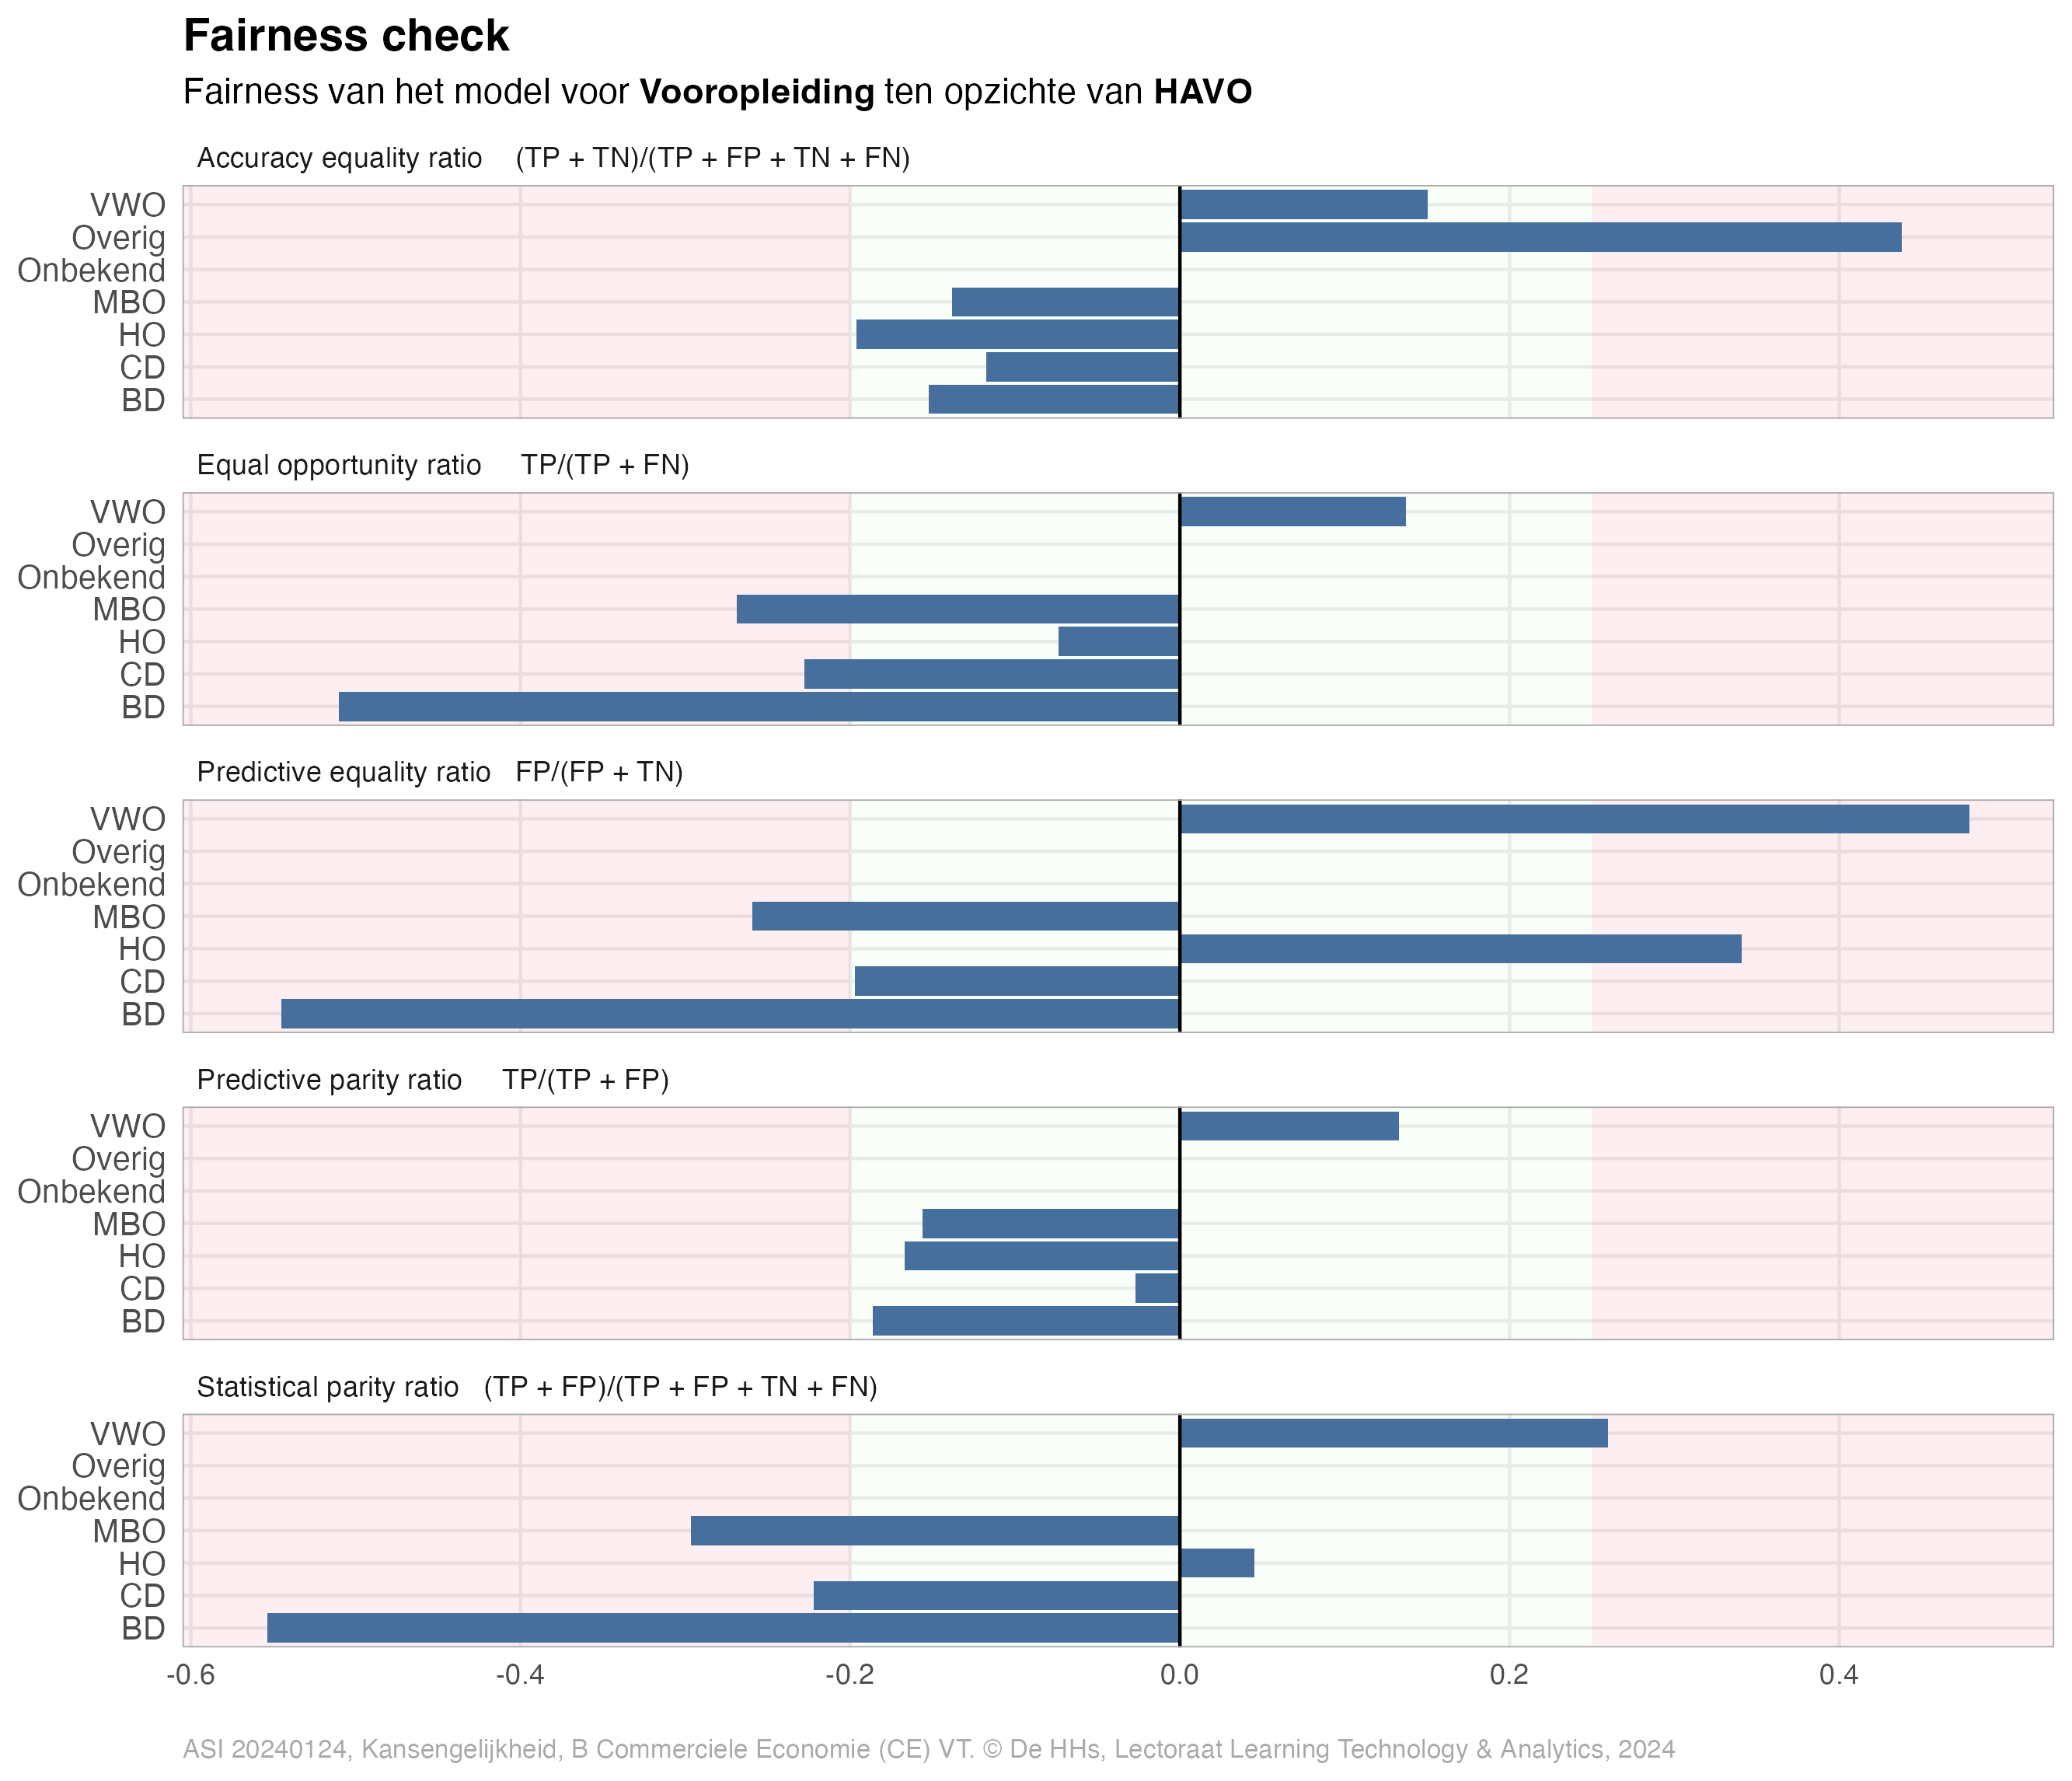 Fairness check
Fairness van het model voor Vooropleiding ten opzichte van HAVO
Accuracy equality ratio (TP + TN)/(TP + FP + TN + FN)
VWO
Overig
Onbekend
MBO
HO
CD
BD
Equal opportunity ratio TP/(TP + FN)
VWO
Overig
Onbekend
MBO
HO
CD
BD
Predictive equality ratio FP/(FP + TN)
VWO
Overig
Onbekend
MBO
HO
CD
BD
Predictive parity ratio TP/(TP + FP)
VWO
Overig
Onbekend
MBO
HO
CD
BD
Statistical parity ratio (TP + FP)/(TP + FP + TN + FN)
VWO
Overig
Onbekend
MBO
HO
CD
BD
-0.6 -0.4 -0.2 0.0 0.2 0.4
ASI 20240124, Kansengelijkheid, B Commerciele Economie (CE) VT. © De HHs, Lectoraat Learning Technology & Analytics, 2024